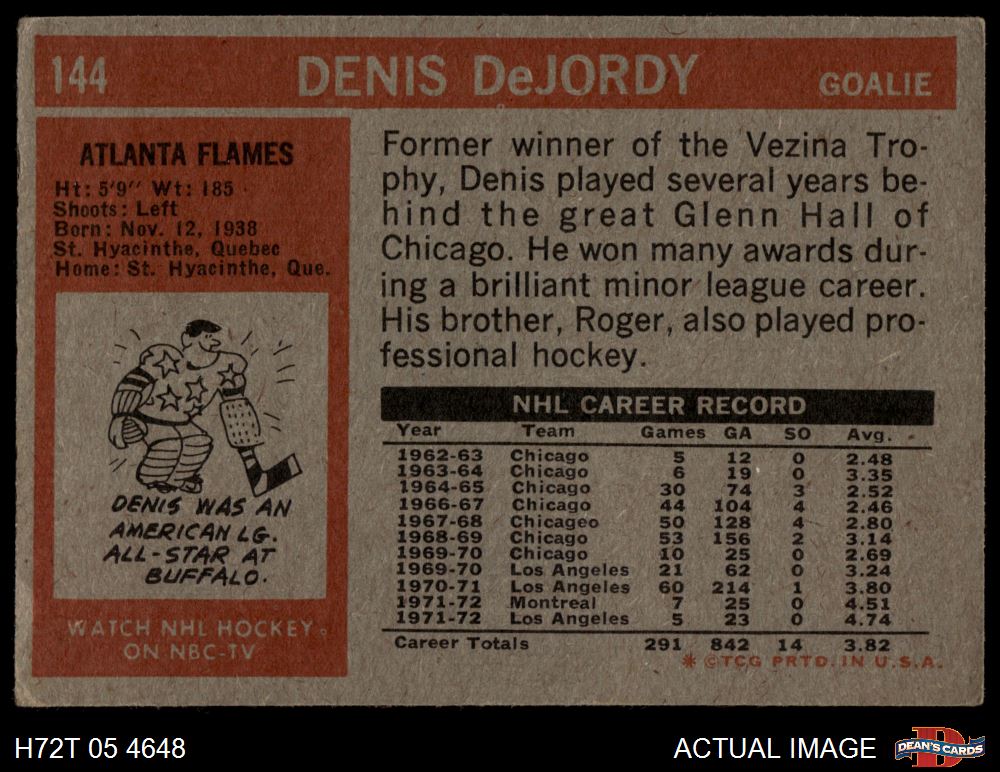 144 DENIS DeJORDY GOALIE
ATLANTA FLAMES
Ht: 5'9" Wt: 185
Shoots: Left
Born: Nov. 12, 1938
St. Hyacinthe, Quebec
Home: St. Hyacinthe, Que.
DENIS WAS AN
AMERICAN LG.
ALL-STAR AT
BUFFALO.
WATCH NHL HOCKEY
ON NBC-TV
Former winner of the Vezina Tro-
phy, Denis played several years be-
hind the great Glenn Hall of
Chicago. He won many awards dur-
ing a brilliant minor league career.
His brother, Roger, also played pro-
fessional hockey.
NHL CAREER RECORD
Year Team Games GA SO Avg.
1962-63 Chicago 5 12 0 2.48
1963-64 Chicago 6 19 0 3.35
1964-65 Chicago 30 74 3 2.52
1966-67 Chicago 44 104 4 2.46
1967-68 Chicageo 50 128 4 2.80
1968-69 Chicago 53 156 2 3.14
1969-70 Chicago 10 25 0 2.69
1969-70 Los Angeles 21 62 0 3.24
1970-71 Los Angeles 60 214 1 3.80
1971-72 Montreal 7 25 0 4.51
1971-72 Los Angeles 5 23 0 4.74
Career Totals 291 842 14 3.82
* ©TCG PRTD. IN U.S.A.
H72T 05 4648 ACTUAL IMAGE DEAN'S CARDS